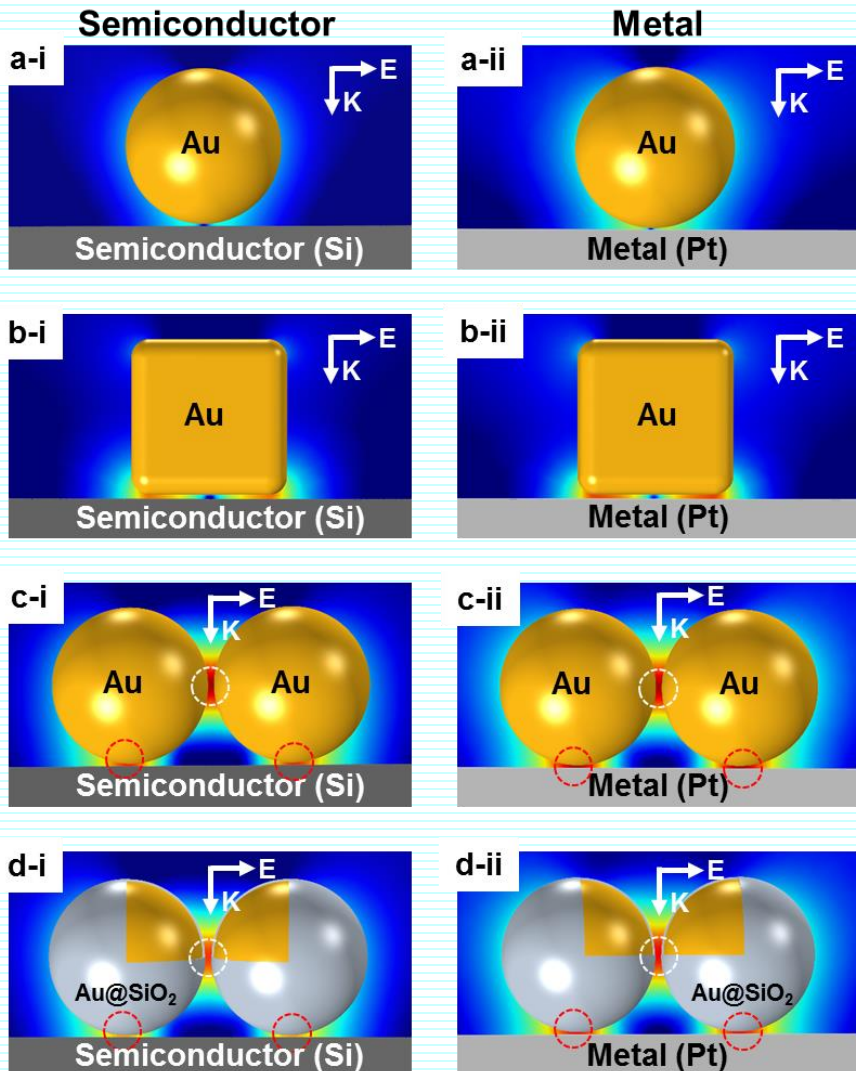 Semiconductor Metal
a-i E K Au Semiconductor (Si)
a-ii E K Au Metal (Pt)
b-i E K Au Semiconductor (Si)
b-ii E K Au Metal (Pt)
c-i E K Au Au Semiconductor (Si)
c-ii E K Au Au Metal (Pt)
d-i E K Au@SiO₂ Semiconductor (Si)
d-ii E K Au@SiO₂ Metal (Pt)